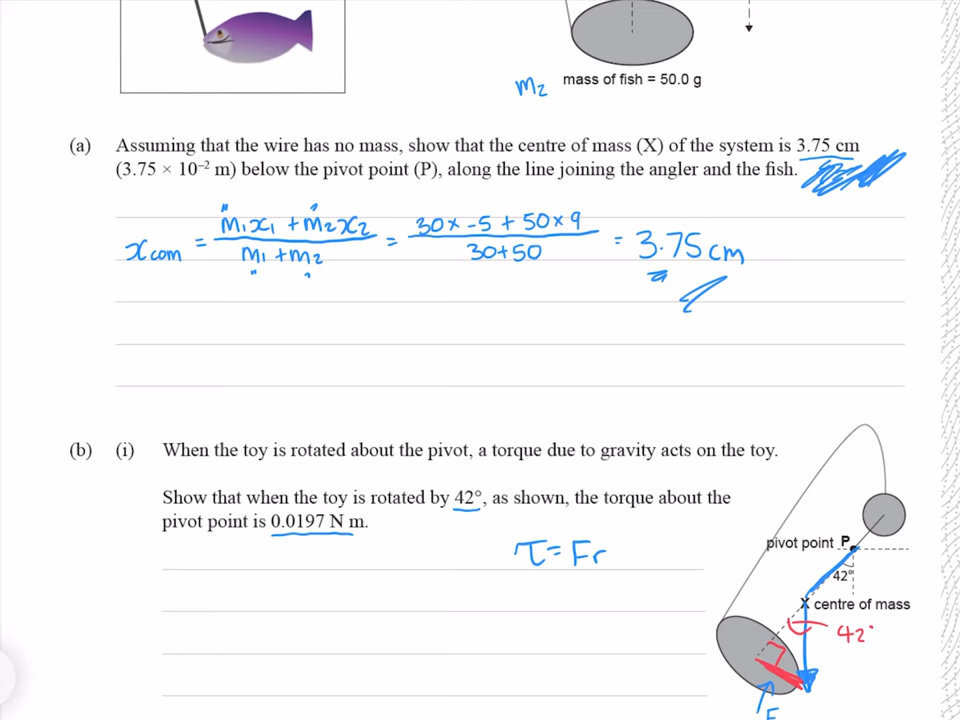 m₂ mass of fish = 50.0 g
(a) Assuming that the wire has no mass, show that the centre of mass (X) of the system is 3.75 cm
(3.75 × 10⁻² m) below the pivot point (P), along the line joining the angler and the fish.
x com = m₁x₁ + m₂x₂ / m₁ + m₂ = 30 × -5 + 50 × 9 / 30+50 = 3.75 cm
(b) (i) When the toy is rotated about the pivot, a torque due to gravity acts on the toy.
Show that when the toy is rotated by 42°, as shown, the torque about the
pivot point is 0.0197 N m.
τ = Fr
pivot point P
42°
X centre of mass
42°
F